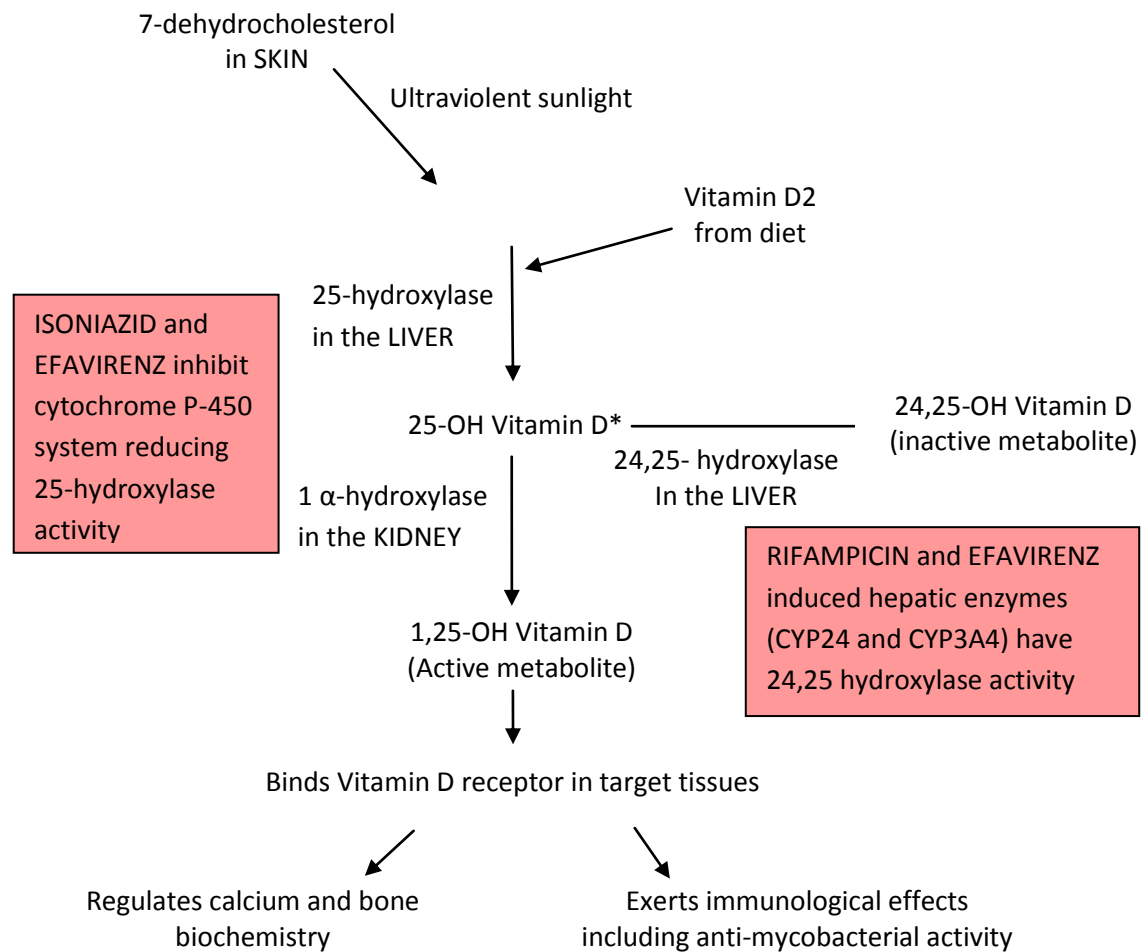 7-dehydrocholesterol
in SKIN
Ultraviolent sunlight
Vitamin D2
from diet
25-hydroxylase
in the LIVER
ISONIAZID and
EFAVIRENZ inhibit
cytochrome P-450
system reducing
25-hydroxylase
activity
25-OH Vitamin D*
24,25-OH Vitamin D
(inactive metabolite)
24,25- hydroxylase
In the LIVER
1 α-hydroxylase
in the KIDNEY
RIFAMPICIN and EFAVIRENZ
induced hepatic enzymes
(CYP24 and CYP3A4) have
24,25 hydroxylase activity
1,25-OH Vitamin D
(Active metabolite)
Binds Vitamin D receptor in target tissues
Regulates calcium and bone
biochemistry
Exerts immunological effects
including anti-mycobacterial activity